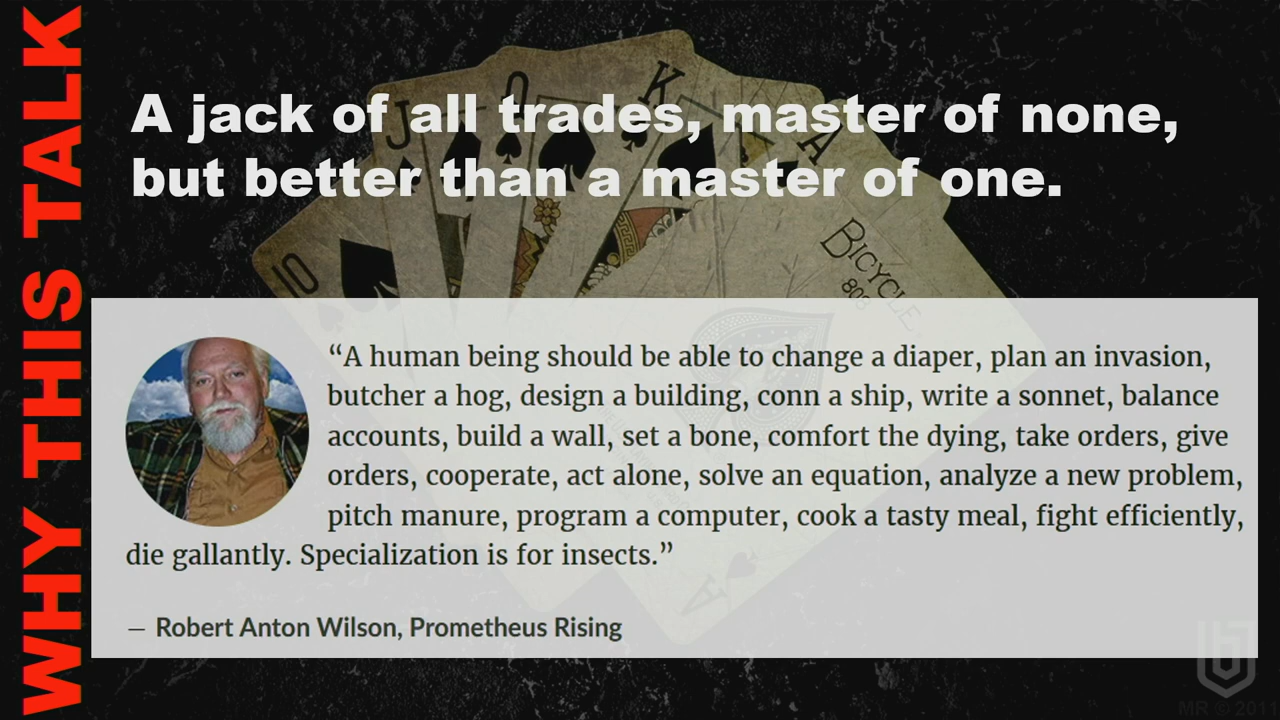 WHY THIS TALK
A jack of all trades, master of none,
but better than a master of one.
J
Q
K
A
10
BICYCLE
808
“A human being should be able to change a diaper, plan an invasion,
butcher a hog, design a building, conn a ship, write a sonnet, balance
accounts, build a wall, set a bone, comfort the dying, take orders, give
orders, cooperate, act alone, solve an equation, analyze a new problem,
pitch manure, program a computer, cook a tasty meal, fight efficiently,
die gallantly. Specialization is for insects.”
― Robert Anton Wilson, Prometheus Rising
A
MR © 2011